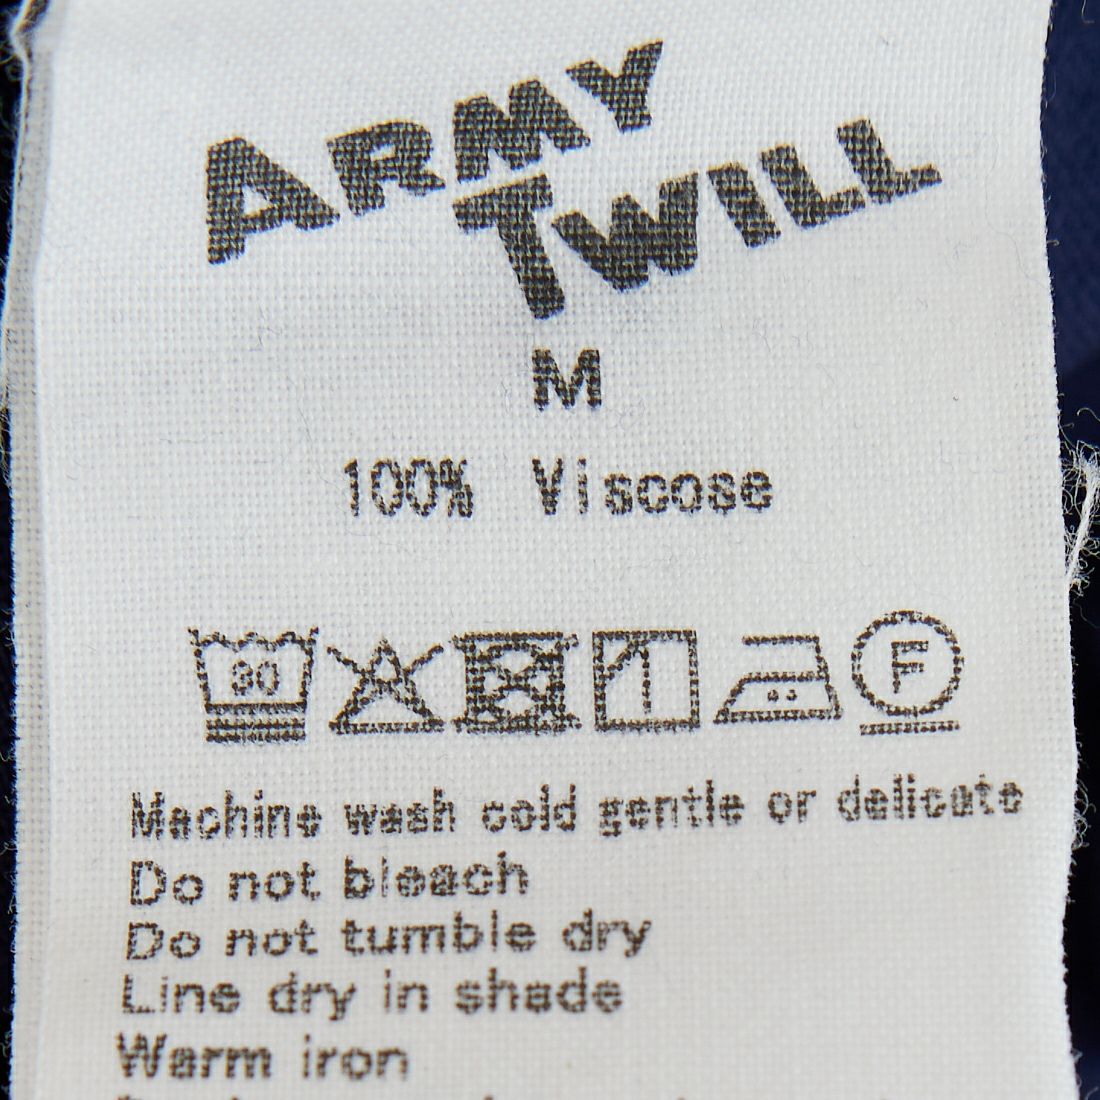 ARMY
TWILL
M
100% Viscose
30 F
Machine wash cold gentle or delicate
Do not bleach
Do not tumble dry
Line dry in shade
Warm iron